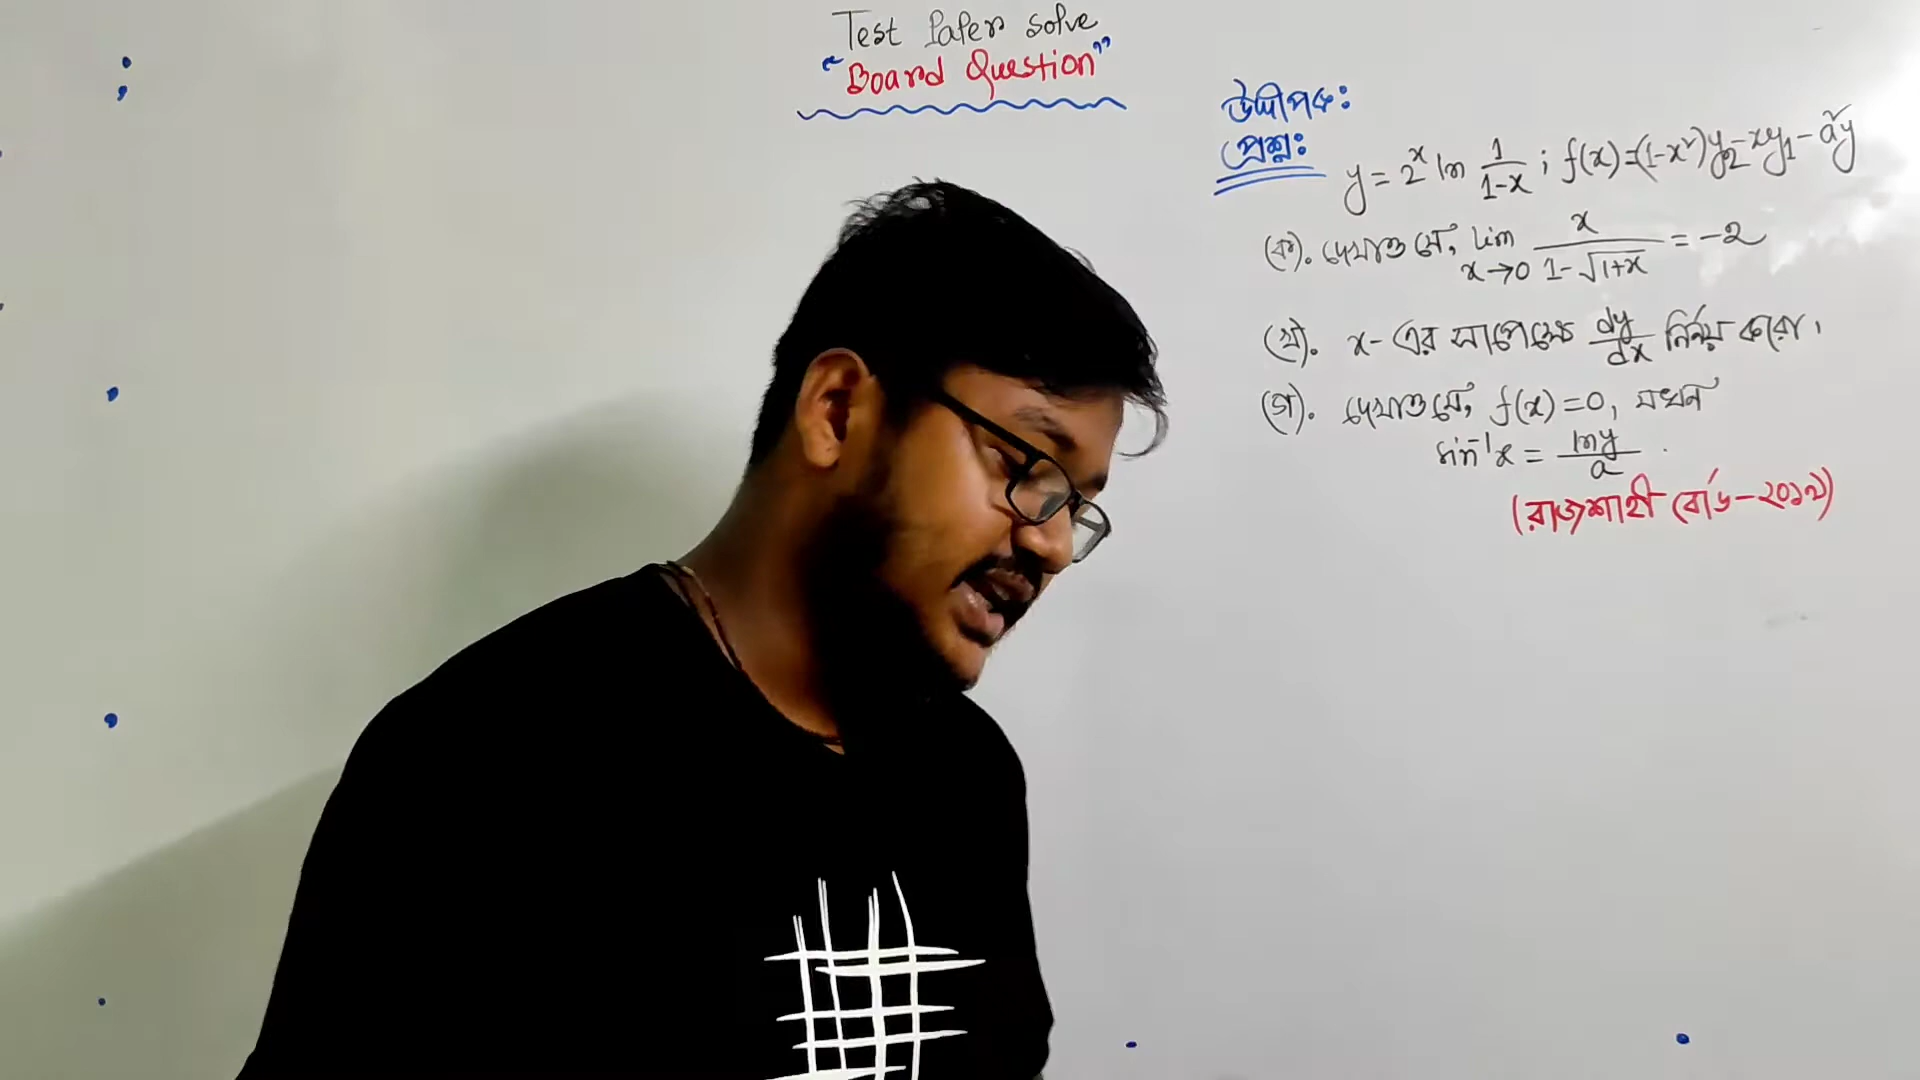 Test Paper solve
"Board Question"
উদ্দীপক:
প্রশ্ন:
y = 2ˣ ln 1/(1-x) ; f(x) = (1-x²)y₂ - xy₁ - a²y
(ক). দেখাও যে, lim x→0 x/(1-√(1+x)) = -2
(খ). x- এর সাপেক্ষে dy/dx নির্নয় করো।
(গ). দেখাও যে, f(x) = 0, যখন
sin⁻¹x = lny/a .
(রাজশাহী বোর্ড-২০১৭)